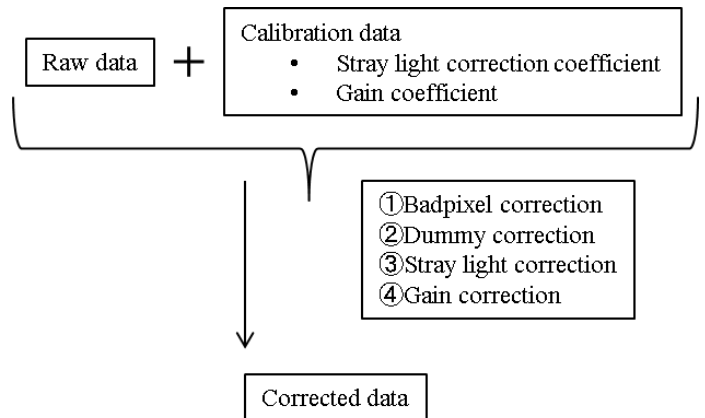 Raw data
+
Calibration data
• Stray light correction coefficient
• Gain coefficient
①Badpixel correction
②Dummy correction
③Stray light correction
④Gain correction
Corrected data